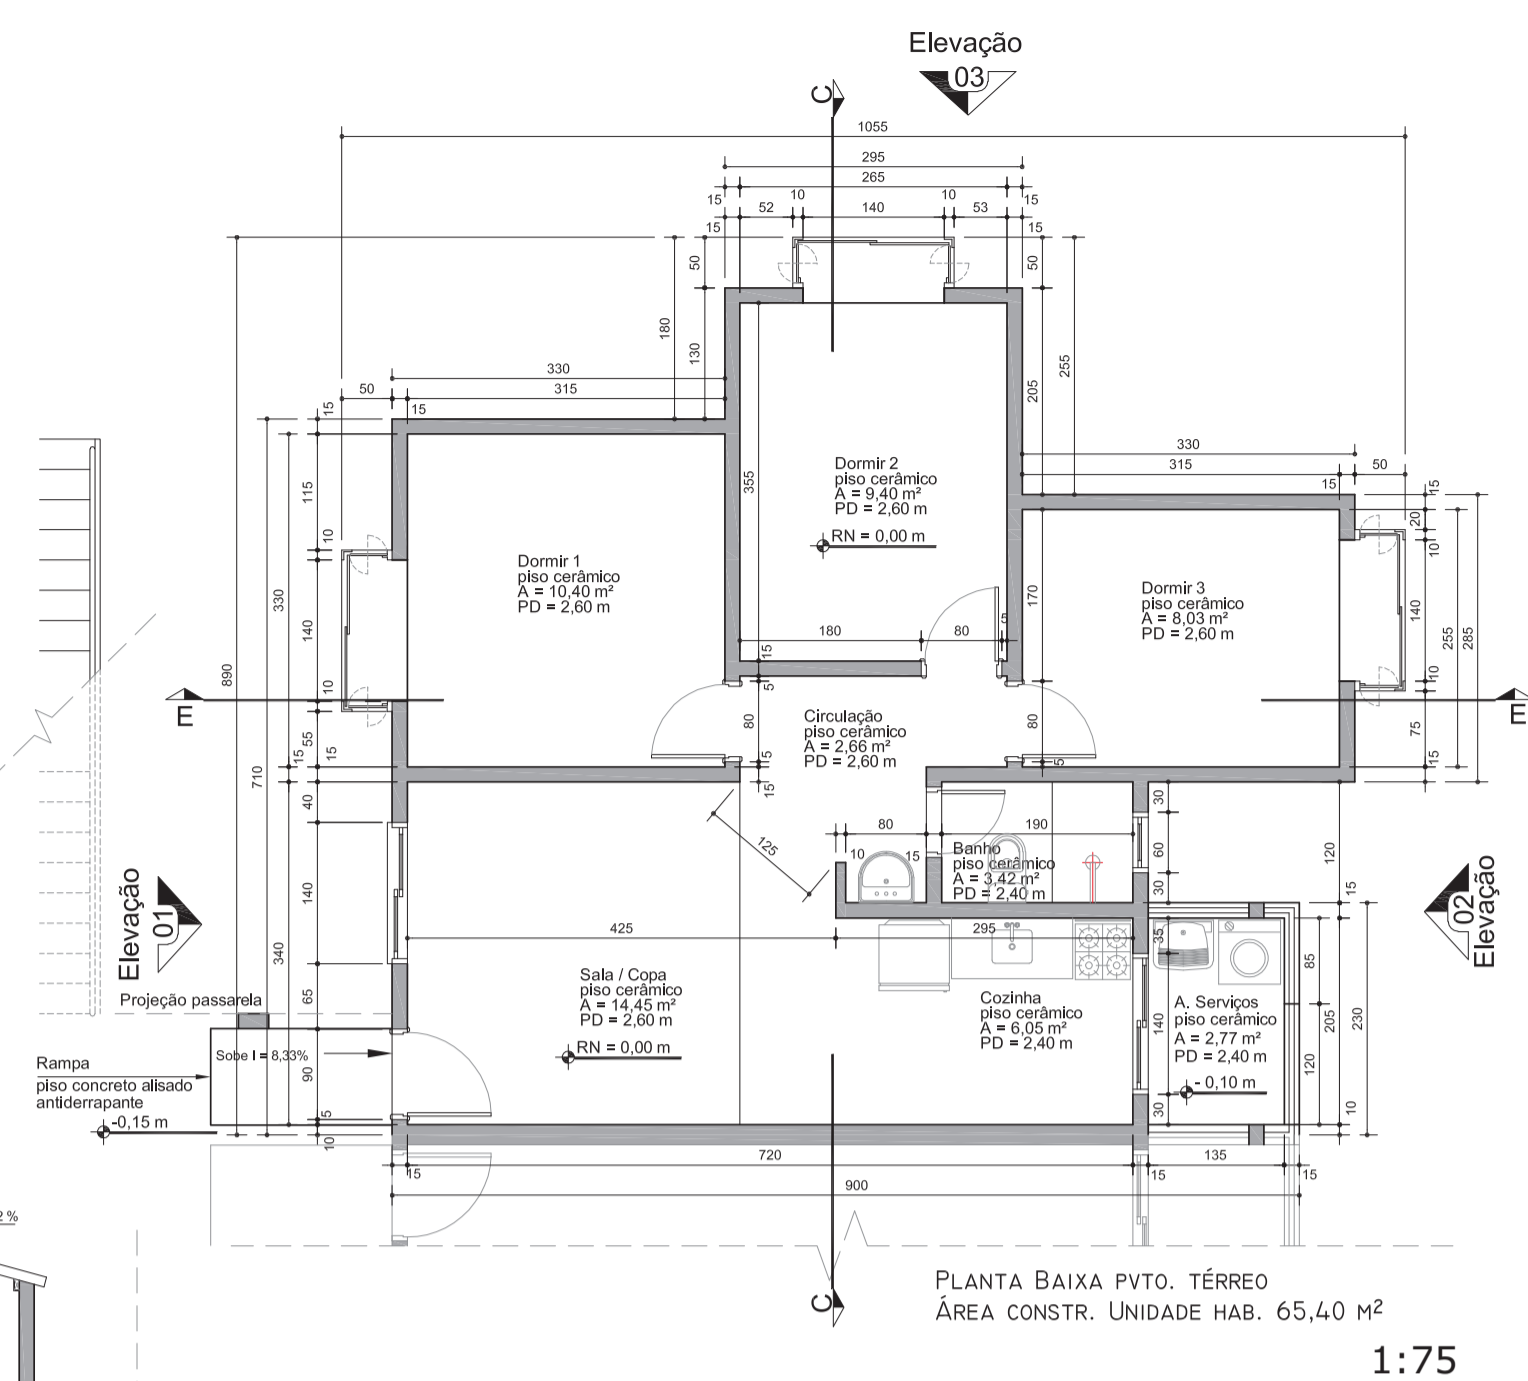 Elevação
03
C
1055
295
265
15
10
10
15
52
140
53
15
15
50
50
180
130
255
205
330
50
315
15
15
330
315
50
15
15
20
10
115
10
330
140
10
55
15
15
890
710
355
Dormir 2
piso cerâmico
A = 9,40 m²
PD = 2,60 m
RN = 0,00 m
Dormir 1
piso cerâmico
A = 10,40 m²
PD = 2,60 m
170
Dormir 3
piso cerâmico
A = 8,03 m²
PD = 2,60 m
140
255
285
10
75
15
180
80
5
15
5
80
5
15
E
E
Circulação
piso cerâmico
A = 2,66 m²
PD = 2,60 m
80
5
40
140
340
65
90
5
10
125
80
190
10
15
Banho
piso cerâmico
A = 3,42 m²
PD = 2,40 m
30
60
30
120
15
Elevação
01
02
Elevação
425
295
35
85
Sala / Copa
piso cerâmico
A = 14,45 m²
PD = 2,60 m
RN = 0,00 m
Cozinha
piso cerâmico
A = 6,05 m²
PD = 2,40 m
140
A. Serviços
piso cerâmico
A = 2,77 m²
PD = 2,40 m
- 0,10 m
205
230
120
30
10
Projeção passarela
Sobe I = 8,33%
Rampa
piso concreto alisado
antiderrapante
-0,15 m
15
720
15
135
15
900
2%
C
PLANTA BAIXA PVTO. TÉRREO
ÁREA CONSTR. UNIDADE HAB. 65,40 M²
1:75